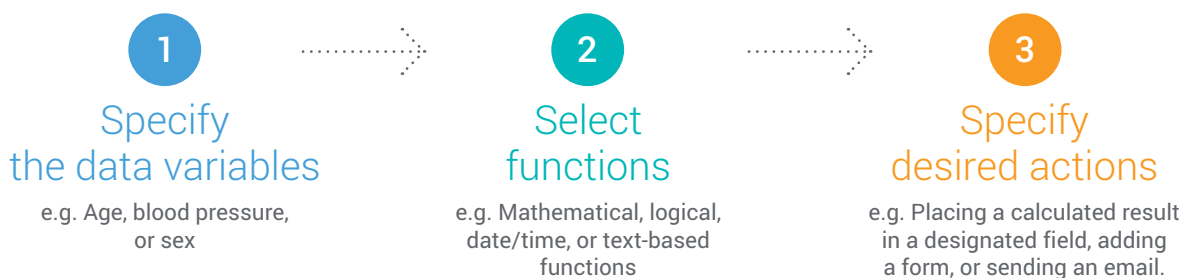 1
Specify
the data variables
e.g. Age, blood pressure,
or sex
2
Select
functions
e.g. Mathematical, logical,
date/time, or text-based
functions
3
Specify
desired actions
e.g. Placing a calculated result
in a designated field, adding
a form, or sending an email.